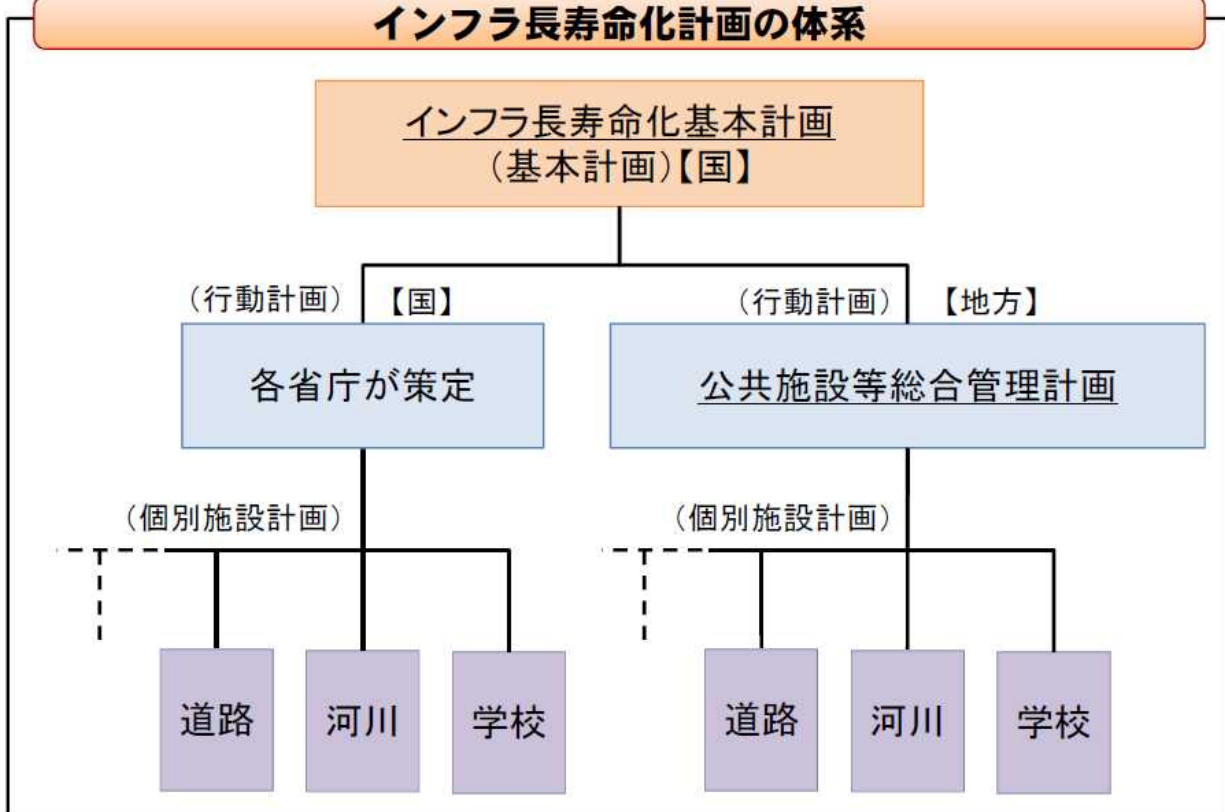 インフラ長寿命化計画の体系
インフラ長寿命化基本計画
(基本計画)【国】
(行動計画) 【国】
各省庁が策定
(行動計画) 【地方】
公共施設等総合管理計画
(個別施設計画)
道路 河川 学校
(個別施設計画)
道路 河川 学校